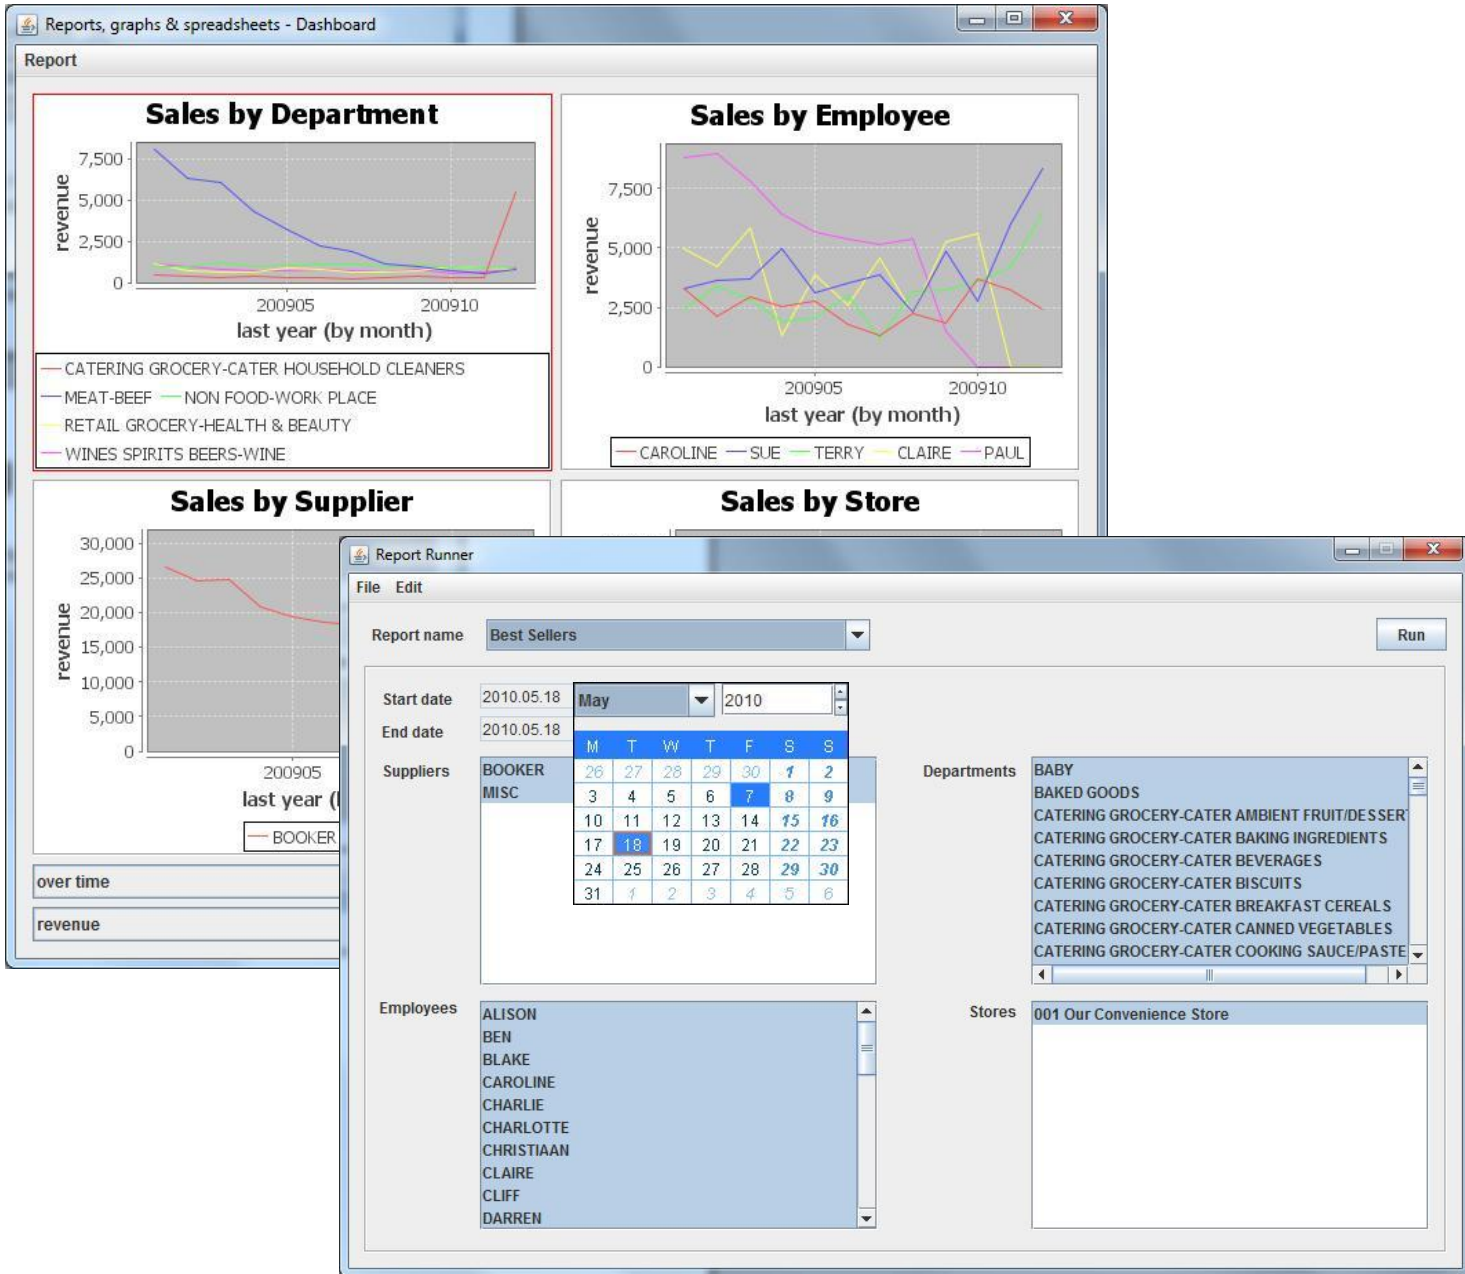 Reports, graphs & spreadsheets - Dashboard
Report
Sales by Department
revenue
7,500
5,000
2,500
0
200905 200910
last year (by month)
CATERING GROCERY-CATER HOUSEHOLD CLEANERS
MEAT-BEEF NON FOOD-WORK PLACE
RETAIL GROCERY-HEALTH & BEAUTY
WINES SPIRITS BEERS-WINE
Sales by Employee
revenue
7,500
5,000
2,500
0
200905 200910
last year (by month)
CAROLINE SUE TERRY CLAIRE PAUL
Sales by Supplier
revenue
30,000
25,000
20,000
15,000
10,000
5,000
0
200905
last year (
BOOKER
Sales by Store
over time
revenue
Report Runner
File Edit
Report name Best Sellers Run
Start date 2010.05.18
End date 2010.05.18
May 2010
M T W T F S S
26 27 28 29 30 1 2
3 4 5 6 7 8 9
10 11 12 13 14 15 16
17 18 19 20 21 22 23
24 25 26 27 28 29 30
31 1 2 3 4 5 6
Suppliers
BOOKER
MISC
Departments
BABY
BAKED GOODS
CATERING GROCERY-CATER AMBIENT FRUIT/DESSER
CATERING GROCERY-CATER BAKING INGREDIENTS
CATERING GROCERY-CATER BEVERAGES
CATERING GROCERY-CATER BISCUITS
CATERING GROCERY-CATER BREAKFAST CEREALS
CATERING GROCERY-CATER CANNED VEGETABLES
CATERING GROCERY-CATER COOKING SAUCE/PASTE
Employees
ALISON
BEN
BLAKE
CAROLINE
CHARLIE
CHARLOTTE
CHRISTIAAN
CLAIRE
CLIFF
DARREN
Stores
001 Our Convenience Store